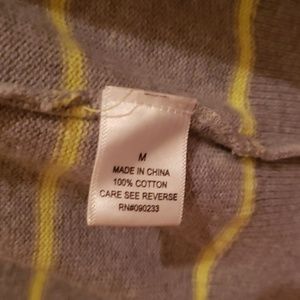 M
MADE IN CHINA
100% COTTON
CARE SEE REVERSE
RN#090233